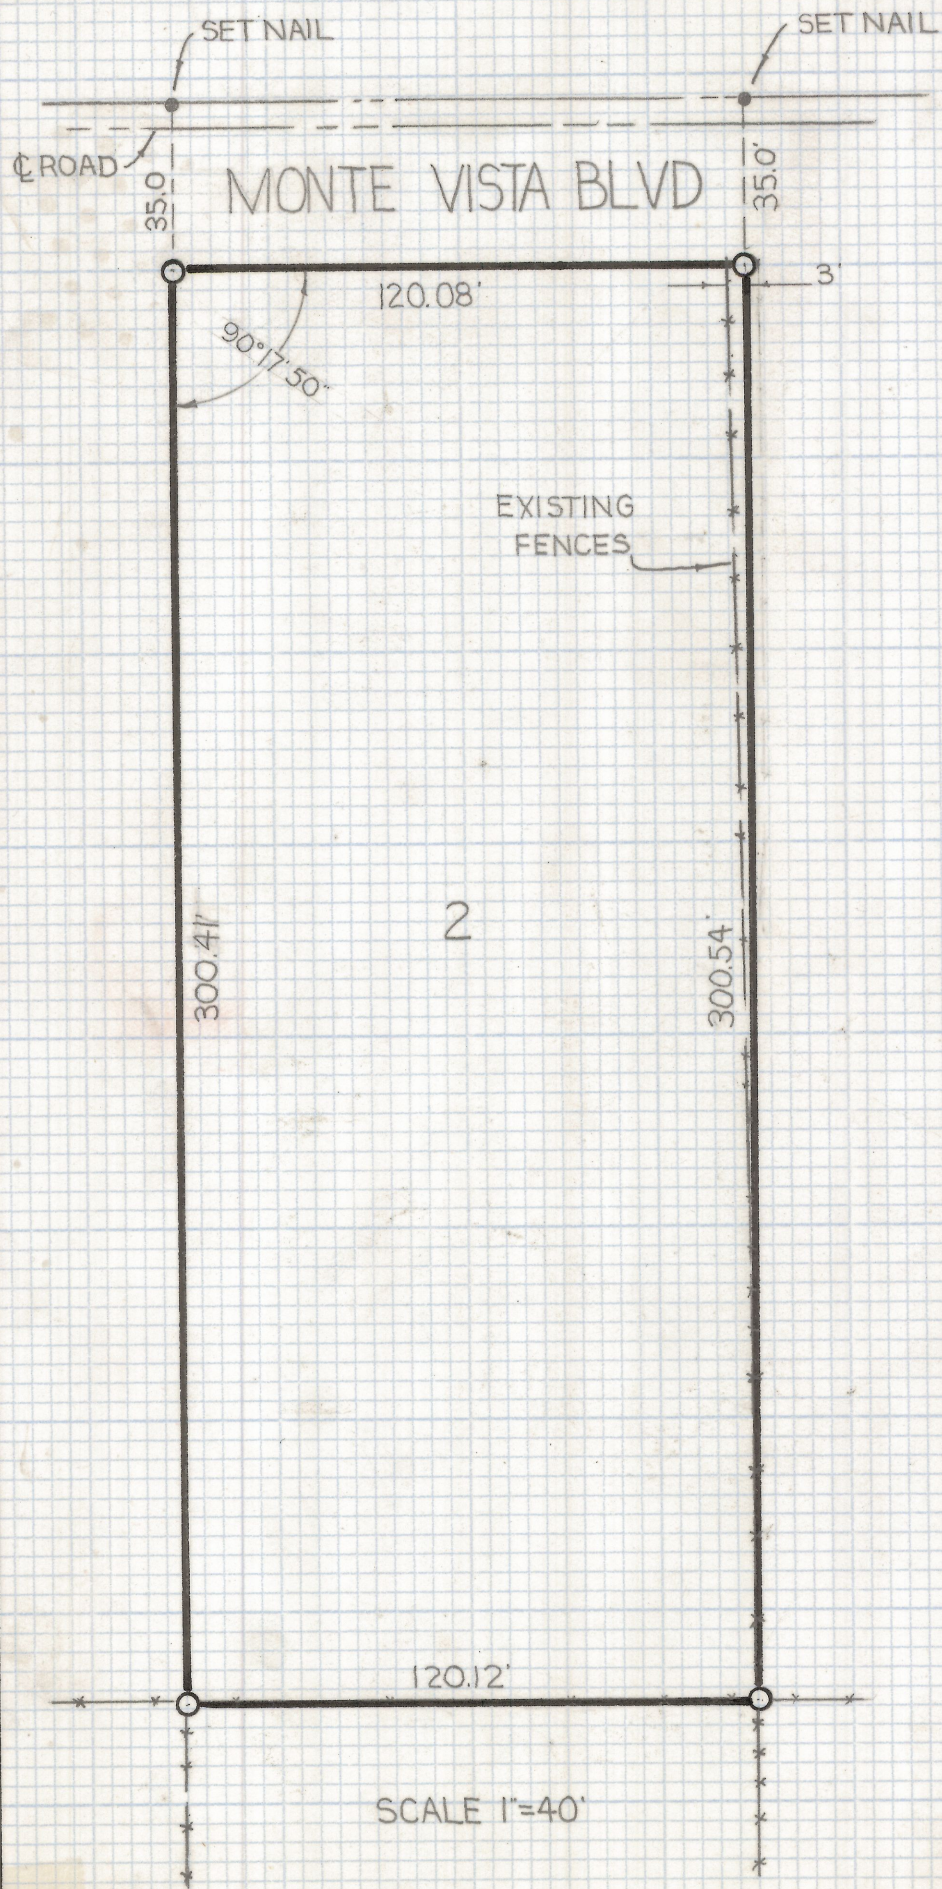 SET NAIL
SET NAIL
℄ ROAD
35.0
MONTE VISTA BLVD
35.0'
120.08'
3'
90°17'50"
EXISTING
FENCES
300.41'
2
300.54'
120.12'
SCALE 1"=40'